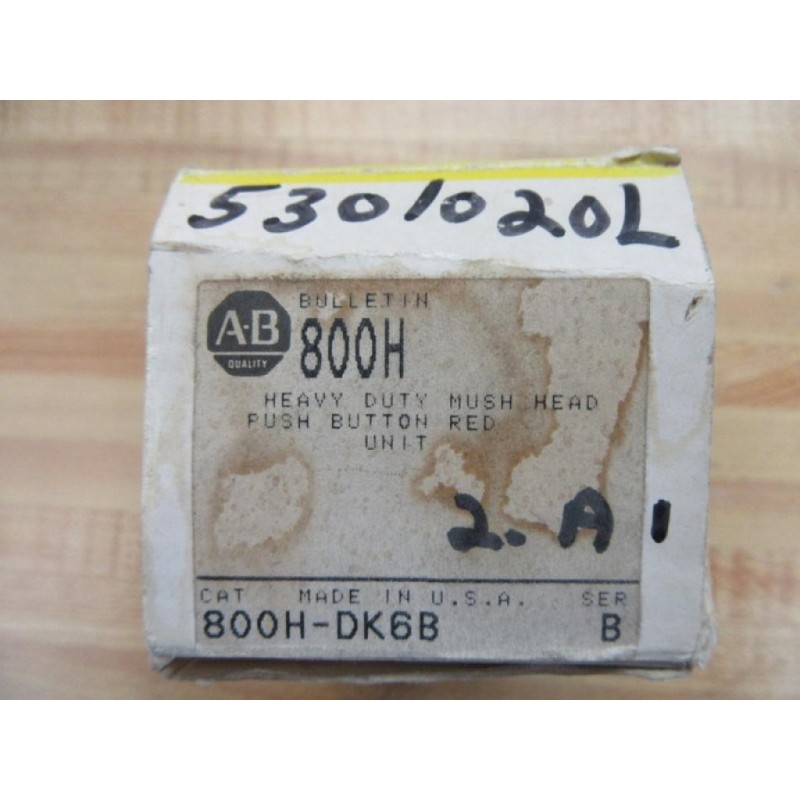 5301020L
BULLETIN
A-B
QUALITY
800H
HEAVY DUTY MUSH HEAD
PUSH BUTTON RED
UNIT
2. A 1
CAT MADE IN U.S.A. SER
800H-DK6B B